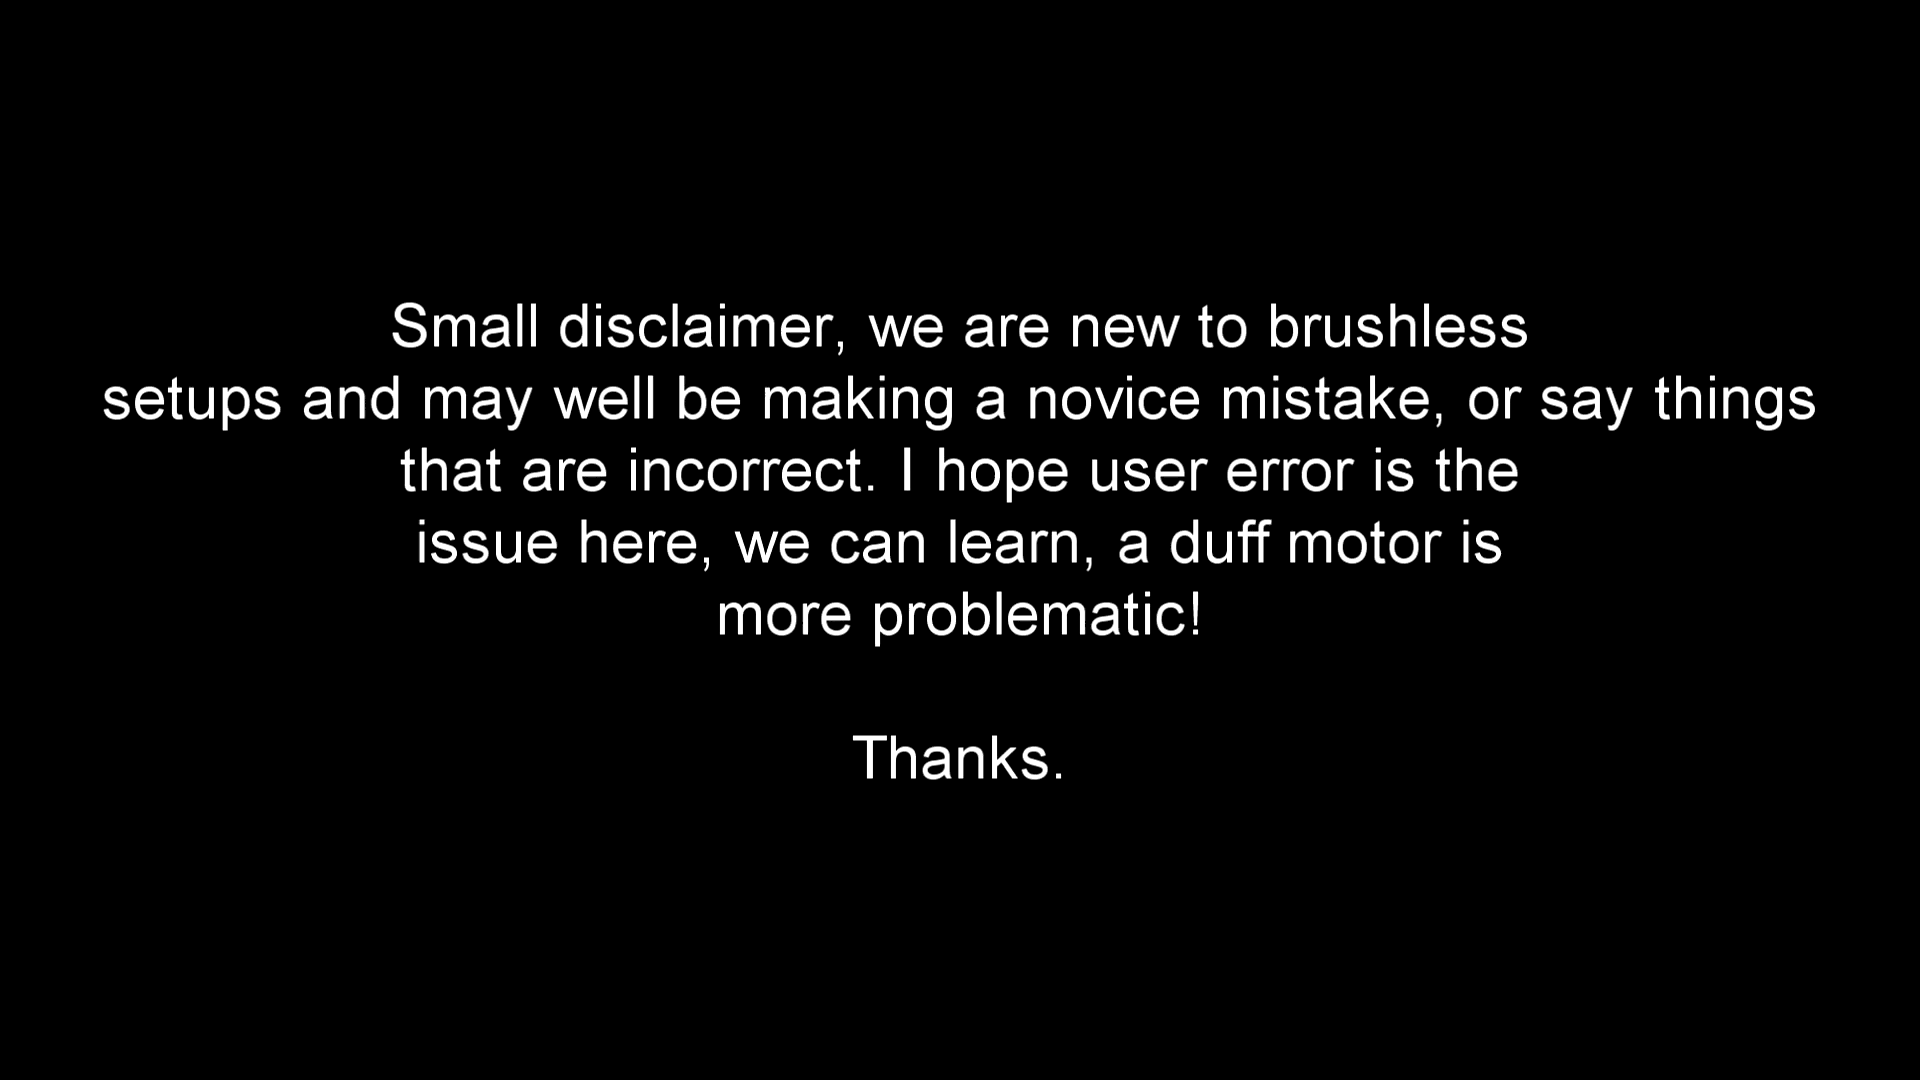 Small disclaimer, we are new to brushless
setups and may well be making a novice mistake, or say things
that are incorrect. I hope user error is the
issue here, we can learn, a duff motor is
more problematic!
Thanks.